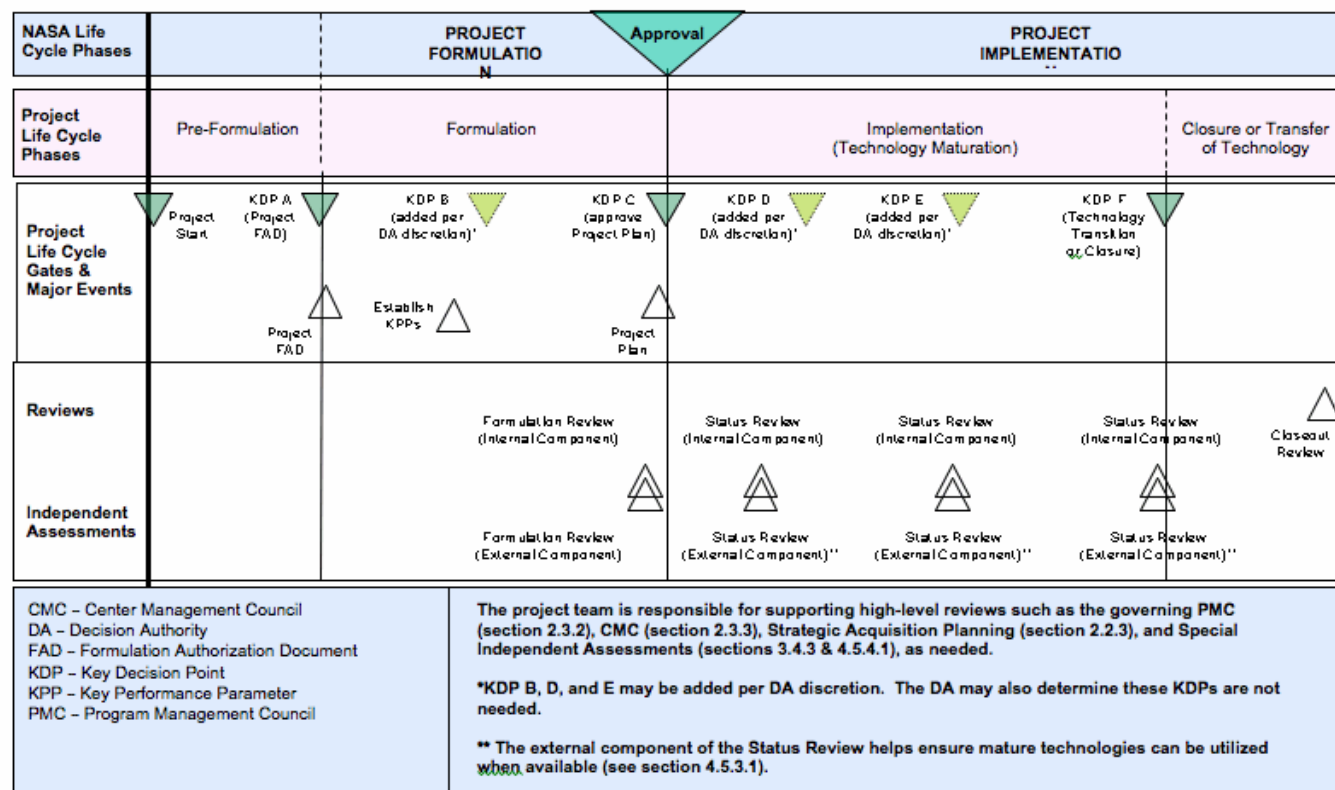 NASA Life
Cycle Phases
PROJECT
FORMULATIO
N
Approval
PROJECT
IMPLEMENTATIO
Project
Life Cycle
Phases
Pre-Formulation
Formulation
Implementation
(Technology Maturation)
Closure or Transfer
of Technology
Project
Life Cycle
Gates &
Major Events
Project
Start
KDP A
(Project
FAD)
KDP B
(added per
DA discretion)*
KDP C
(approve
Project Plan)
KDP D
(added per
DA discretion)*
KDP E
(added per
DA discretion)*
KDP F
(Technology
Transition
or Closure)
Project
FAD
Establish
KPPs
Project
Plan
Reviews
Formulation Review
(Internal Component)
Status Review
(Internal Component)
Status Review
(Internal Component)
Status Review
(Internal Component)
Closeout
Review
Independent
Assessments
Formulation Review
(External Component)
Status Review
(External Component)**
Status Review
(External Component)**
Status Review
(External Component)**
CMC – Center Management Council
DA – Decision Authority
FAD – Formulation Authorization Document
KDP – Key Decision Point
KPP – Key Performance Parameter
PMC – Program Management Council
The project team is responsible for supporting high-level reviews such as the governing PMC
(section 2.3.2), CMC (section 2.3.3), Strategic Acquisition Planning (section 2.2.3), and Special
Independent Assessments (sections 3.4.3 & 4.5.4.1), as needed.
*KDP B, D, and E may be added per DA discretion.  The DA may also determine these KDPs are not
needed.
** The external component of the Status Review helps ensure mature technologies can be utilized
when available (see section 4.5.3.1).